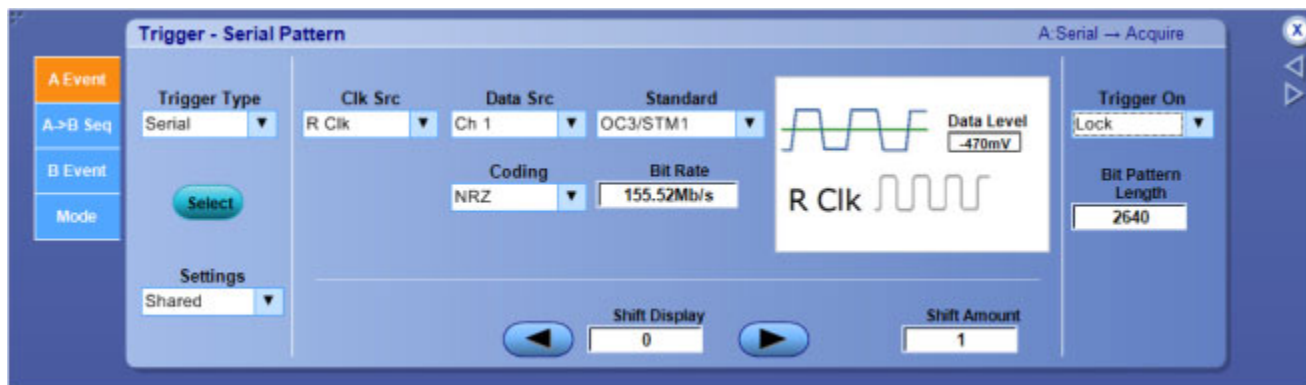 Trigger - Serial Pattern
A:Serial → Acquire
X
A Event
A->B Seq
B Event
Mode
Trigger Type
Serial
Select
Settings
Shared
Clk Src
R Clk
Data Src
Ch 1
Standard
OC3/STM1
Coding
NRZ
Bit Rate
155.52Mb/s
Data Level
-470mV
R Clk
Shift Display
0
Shift Amount
1
Trigger On
Lock
Bit Pattern
Length
2640